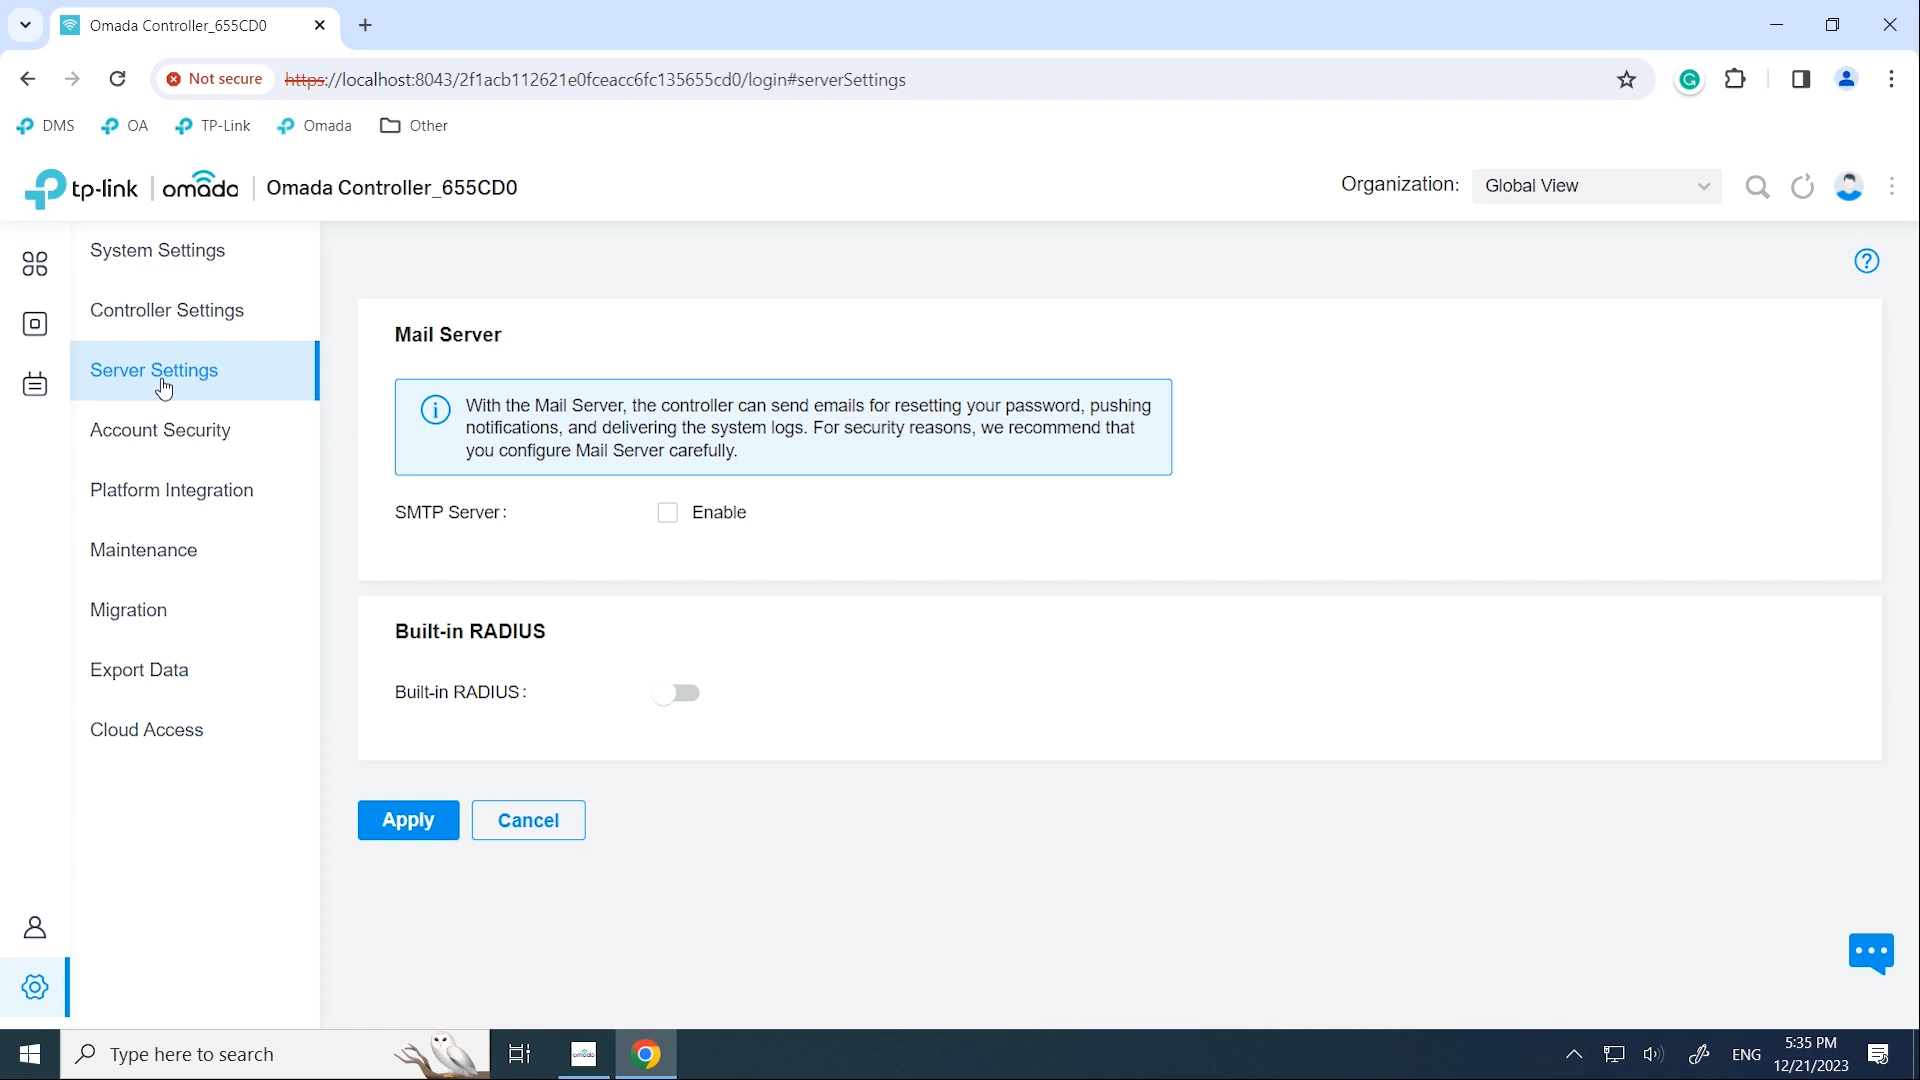 Omada Controller_655CD0
Not secure
https://localhost:8043/2f1acb112621e0fceacc6fc135655cd0/login#serverSettings
DMS
OA
TP-Link
Omada
Other
tp-link
omada
Omada Controller_655CD0
Organization:
Global View
System Settings
Controller Settings
Server Settings
Account Security
Platform Integration
Maintenance
Migration
Export Data
Cloud Access
Mail Server
With the Mail Server, the controller can send emails for resetting your password, pushing
notifications, and delivering the system logs. For security reasons, we recommend that
you configure Mail Server carefully.
SMTP Server:
Enable
Built-in RADIUS
Built-in RADIUS:
Apply
Cancel
Type here to search
omada
ENG
5:35 PM
12/21/2023